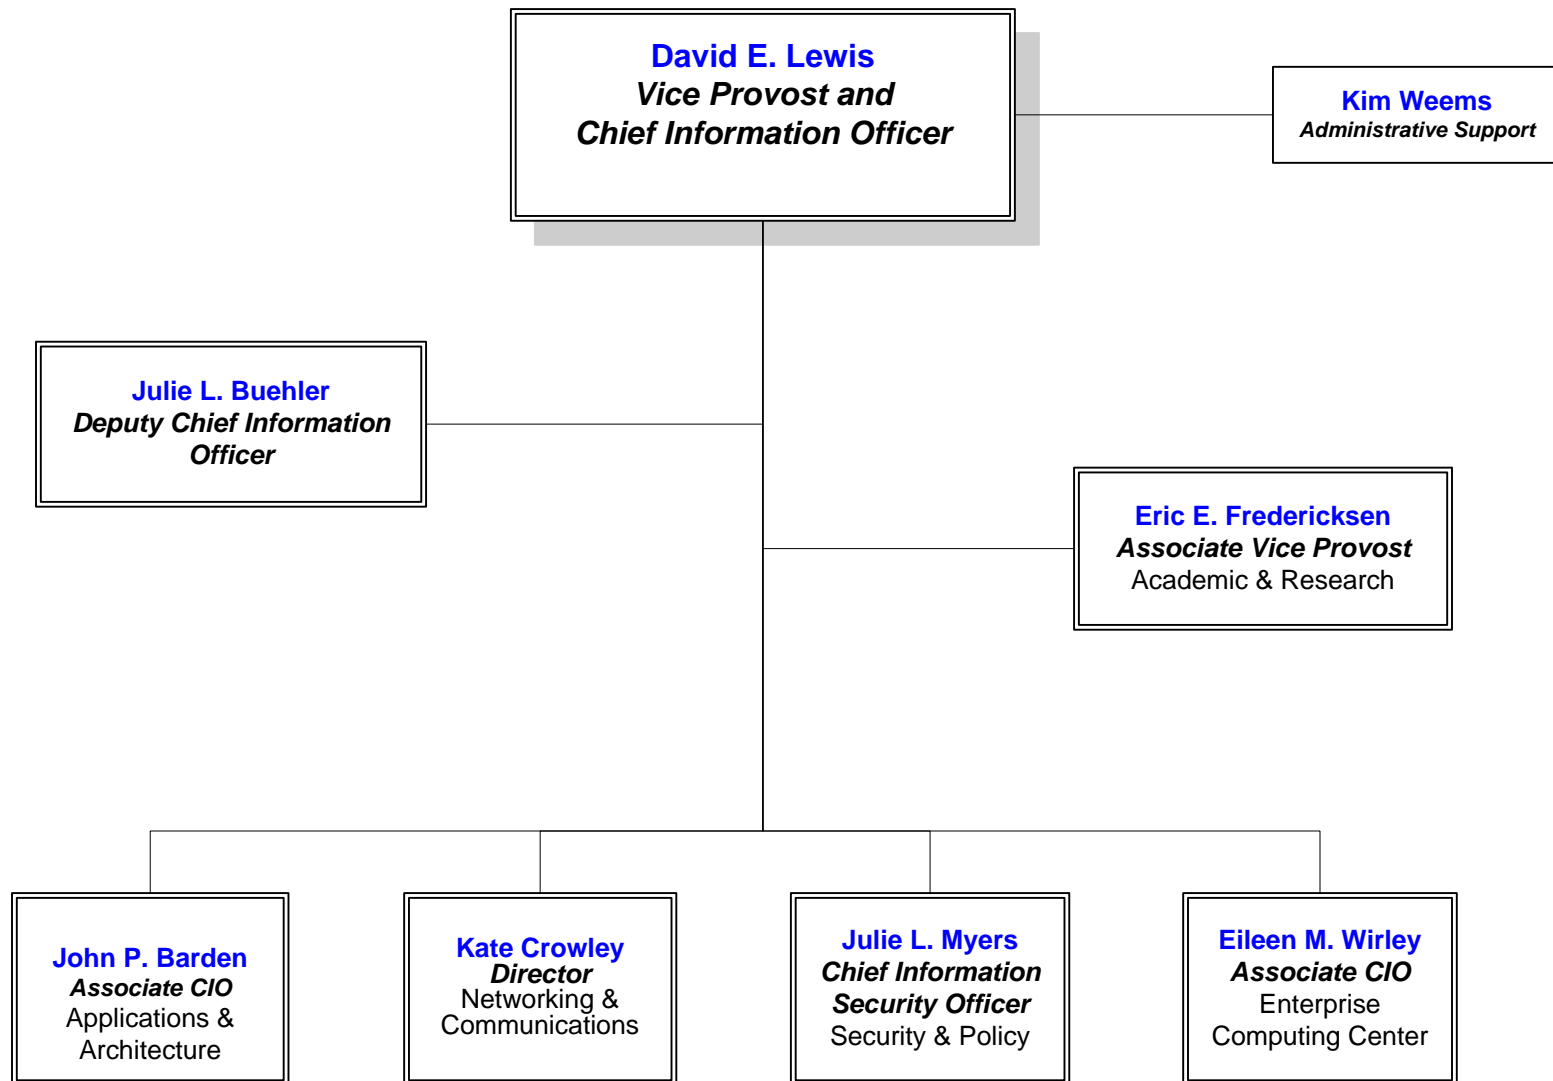 David E. Lewis
Vice Provost and
Chief Information Officer
Kim Weems
Administrative Support
Julie L. Buehler
Deputy Chief Information
Officer
Eric E. Fredericksen
Associate Vice Provost
Academic & Research
John P. Barden
Associate CIO
Applications &
Architecture
Kate Crowley
Director
Networking &
Communications
Julie L. Myers
Chief Information
Security Officer
Security & Policy
Eileen M. Wirley
Associate CIO
Enterprise
Computing Center